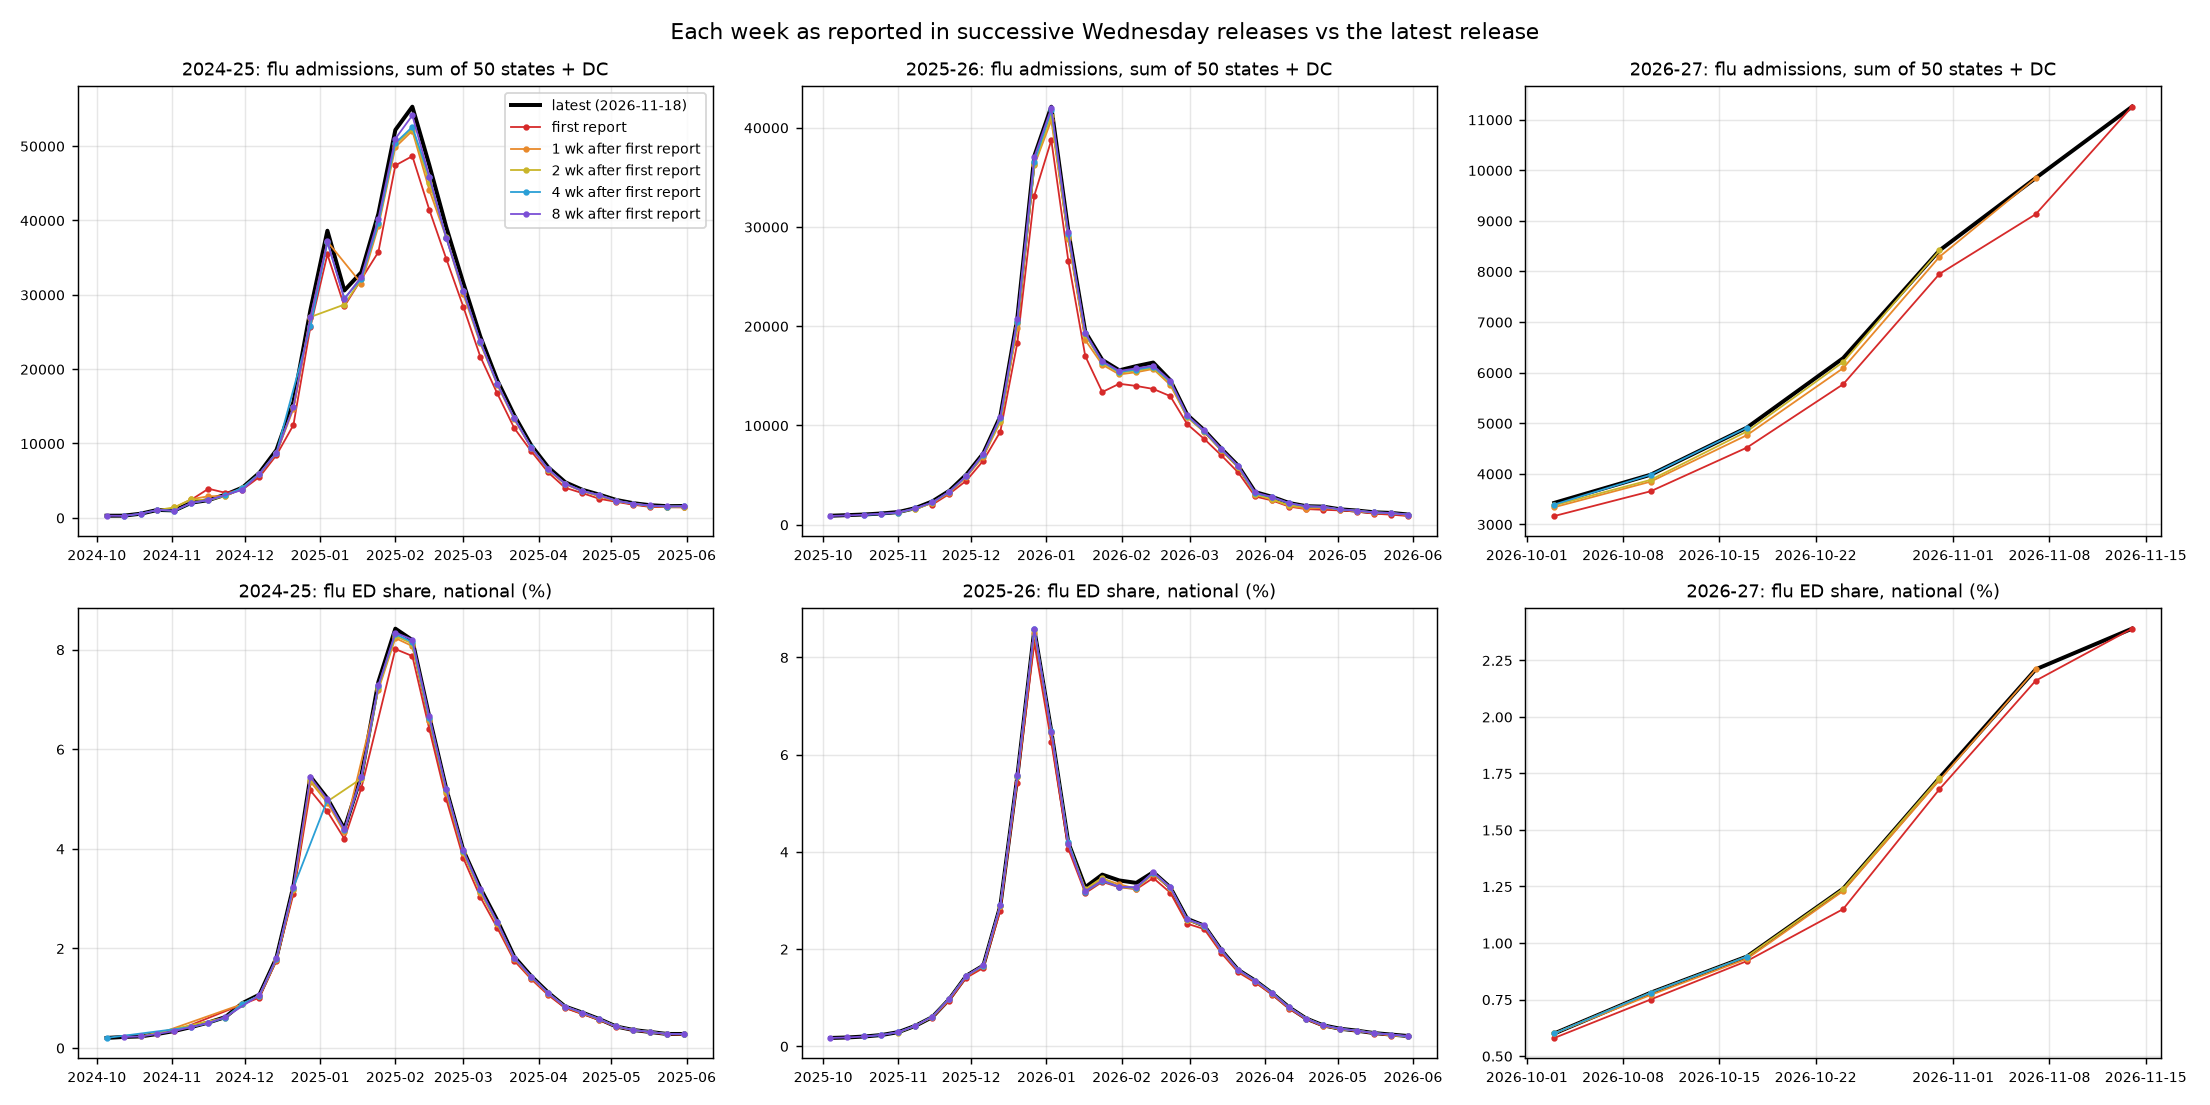 Each week as reported in successive Wednesday releases vs the latest release
2024-25: flu admissions, sum of 50 states + DC
50000
40000
30000
20000
10000
0
2024-10 2024-11 2024-12 2025-01 2025-02 2025-03 2025-04 2025-05 2025-06
latest (2026-11-18)
first report
1 wk after first report
2 wk after first report
4 wk after first report
8 wk after first report
2025-26: flu admissions, sum of 50 states + DC
40000
30000
20000
10000
0
2025-10 2025-11 2025-12 2026-01 2026-02 2026-03 2026-04 2026-05 2026-06
2026-27: flu admissions, sum of 50 states + DC
11000
10000
9000
8000
7000
6000
5000
4000
3000
2026-10-01 2026-10-08 2026-10-15 2026-10-22 2026-11-01 2026-11-08 2026-11-15
2024-25: flu ED share, national (%)
8
6
4
2
0
2024-10 2024-11 2024-12 2025-01 2025-02 2025-03 2025-04 2025-05 2025-06
2025-26: flu ED share, national (%)
8
6
4
2
0
2025-10 2025-11 2025-12 2026-01 2026-02 2026-03 2026-04 2026-05 2026-06
2026-27: flu ED share, national (%)
2.25
2.00
1.75
1.50
1.25
1.00
0.75
0.50
2026-10-01 2026-10-08 2026-10-15 2026-10-22 2026-11-01 2026-11-08 2026-11-15